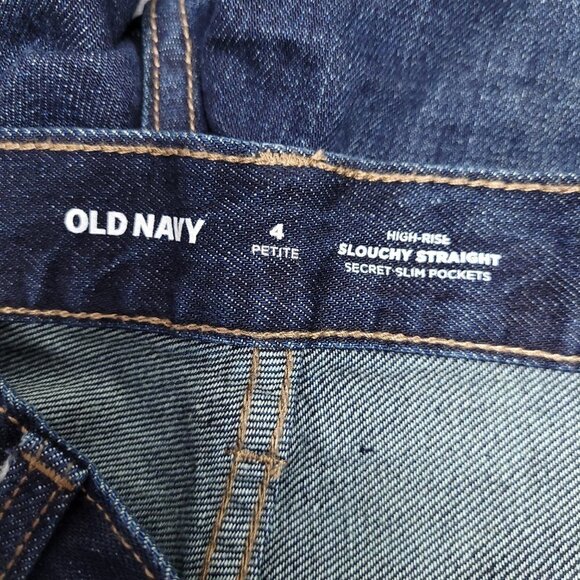 OLD NAVY
4
PETITE
HIGH-RISE
SLOUCHY STRAIGHT
SECRET-SLIM POCKETS